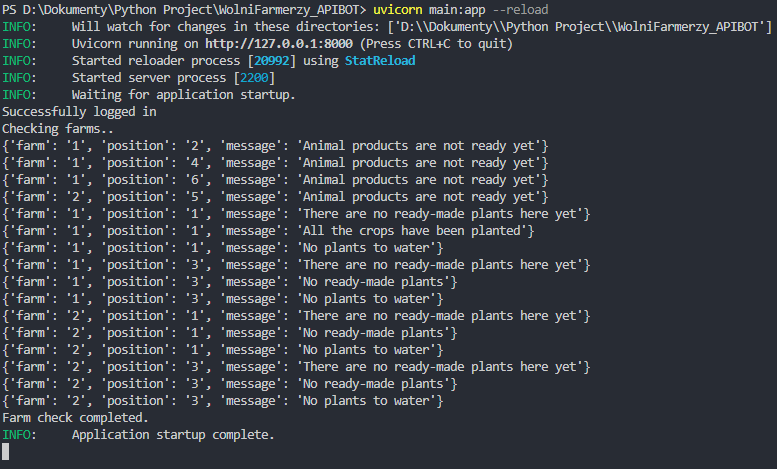 PS D:\Dokumenty\Python Project\WolniFarmerzy_APIBOT> uvicorn main:app --reload
INFO:     Will watch for changes in these directories: ['D:\\Dokumenty\\Python Project\\WolniFarmerzy_APIBOT']
INFO:     Uvicorn running on http://127.0.0.1:8000 (Press CTRL+C to quit)
INFO:     Started reloader process [20992] using StatReload
INFO:     Started server process [2200]
INFO:     Waiting for application startup.
Successfully logged in
Checking farms..
{'farm': '1', 'position': '2', 'message': 'Animal products are not ready yet'}
{'farm': '1', 'position': '4', 'message': 'Animal products are not ready yet'}
{'farm': '1', 'position': '6', 'message': 'Animal products are not ready yet'}
{'farm': '2', 'position': '5', 'message': 'Animal products are not ready yet'}
{'farm': '1', 'position': '1', 'message': 'There are no ready-made plants here yet'}
{'farm': '1', 'position': '1', 'message': 'All the crops have been planted'}
{'farm': '1', 'position': '1', 'message': 'No plants to water'}
{'farm': '1', 'position': '3', 'message': 'There are no ready-made plants here yet'}
{'farm': '1', 'position': '3', 'message': 'No ready-made plants'}
{'farm': '1', 'position': '3', 'message': 'No plants to water'}
{'farm': '2', 'position': '1', 'message': 'There are no ready-made plants here yet'}
{'farm': '2', 'position': '1', 'message': 'No ready-made plants'}
{'farm': '2', 'position': '1', 'message': 'No plants to water'}
{'farm': '2', 'position': '3', 'message': 'There are no ready-made plants here yet'}
{'farm': '2', 'position': '3', 'message': 'No ready-made plants'}
{'farm': '2', 'position': '3', 'message': 'No plants to water'}
Farm check completed.
INFO:     Application startup complete.